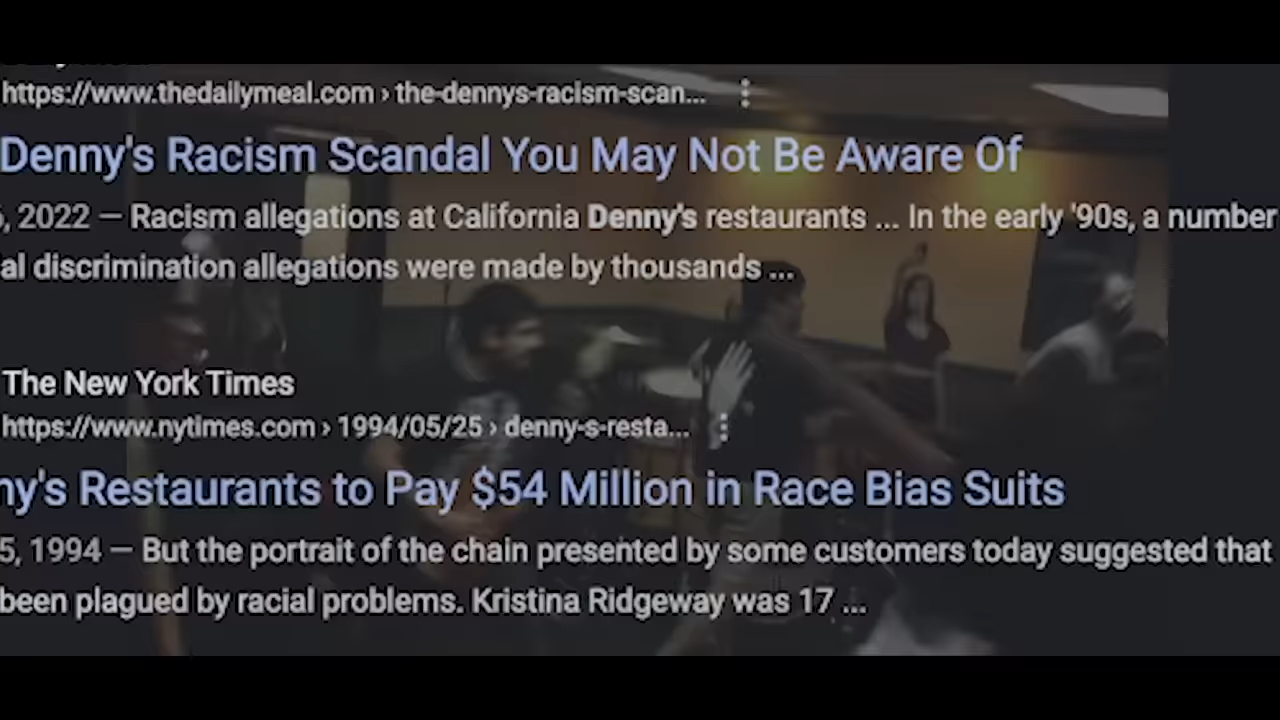 https://www.thedailymeal.com › the-dennys-racism-scan...
Denny's Racism Scandal You May Not Be Aware Of
, 2022 — Racism allegations at California Denny's restaurants ... In the early '90s, a number
al discrimination allegations were made by thousands ...
The New York Times
https://www.nytimes.com › 1994/05/25 › denny-s-resta...
ny's Restaurants to Pay $54 Million in Race Bias Suits
5, 1994 — But the portrait of the chain presented by some customers today suggested that
been plagued by racial problems. Kristina Ridgeway was 17 ...